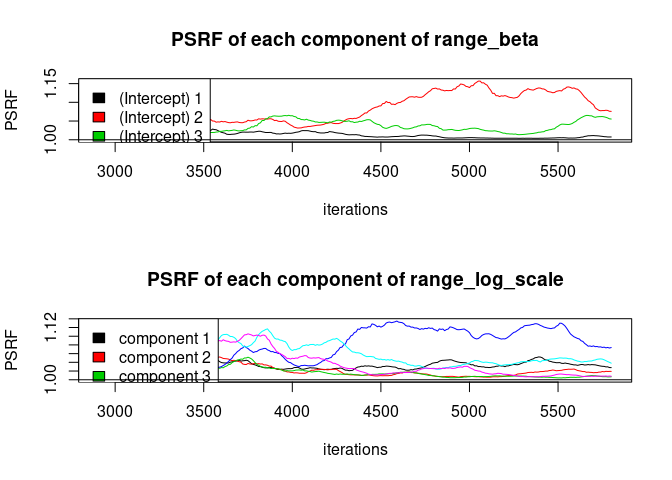 PSRF of each component of range_beta
PSRF
1.15
1.00
(Intercept) 1
(Intercept) 2
(Intercept) 3
3000 3500 4000 4500 5000 5500
iterations
PSRF of each component of range_log_scale
PSRF
1.12
1.00
component 1
component 2
component 3
3000 3500 4000 4500 5000 5500
iterations